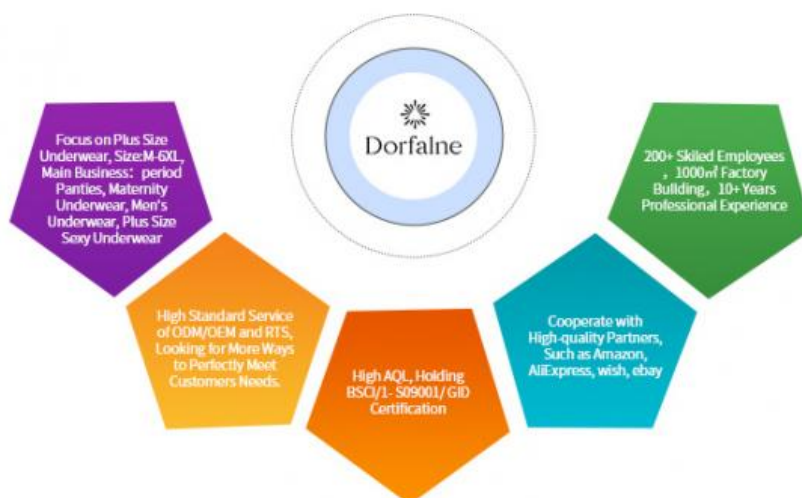 Dorfalne
Focus on Plus Size
Underwear, Size:M-6XL,
Main Business： period
Panties, Maternity
Underwear, Men's
Underwear, Plus Size
Sexy Underwear
High Standard Service
of ODM/OEM and RTS,
Looking for More Ways
to Perfectly Meet
Customers Needs.
High AQL, Holding
BSCI/1- S09001/ GID
Certification
Cooperate with
High-quality Partners,
Such as Amazon,
AliExpress, wish, ebay
200+ Skiled Employees
，1000㎡ Factory
Building，10+ Years
Professional Experience